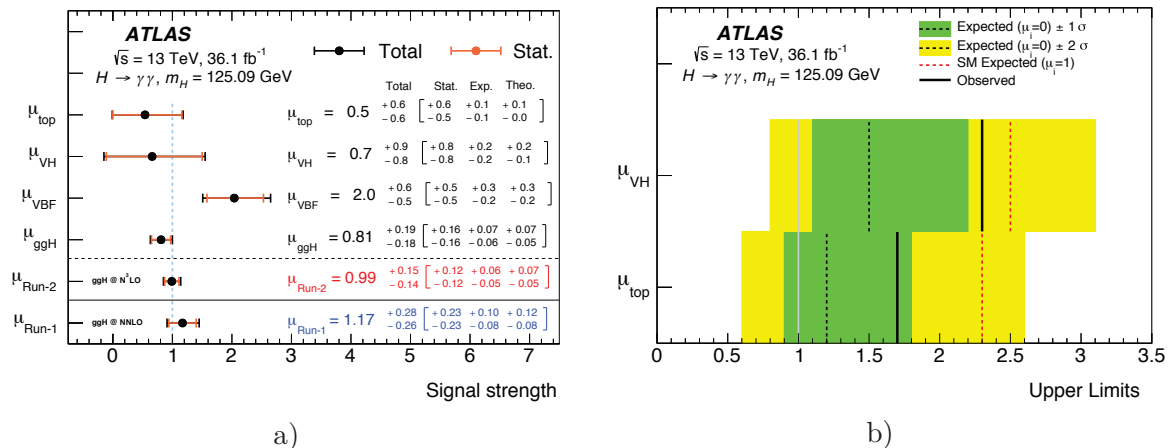 ATLAS
√s = 13 TeV, 36.1 fb⁻¹
H → γγ, m_H = 125.09 GeV
Total Stat.
Total Stat. Exp. Theo.
μ_top μ_top = 0.5 + 0.6 − 0.6 [ + 0.6 − 0.5 + 0.1 − 0.1 + 0.1 − 0.0 ]
μ_VH μ_VH = 0.7 + 0.9 − 0.8 [ + 0.8 − 0.8 + 0.2 − 0.2 + 0.2 − 0.1 ]
μ_VBF μ_VBF = 2.0 + 0.6 − 0.5 [ + 0.5 − 0.5 + 0.3 − 0.2 + 0.3 − 0.2 ]
μ_ggH μ_ggH = 0.81 + 0.19 − 0.18 [ + 0.16 − 0.16 + 0.07 − 0.06 + 0.07 − 0.05 ]
μ_Run-2 ggH @ N³LO μ_Run-2 = 0.99 + 0.15 − 0.14 [ + 0.12 − 0.12 + 0.06 − 0.05 + 0.07 − 0.05 ]
μ_Run-1 ggH @ NNLO μ_Run-1 = 1.17 + 0.28 − 0.26 [ + 0.23 − 0.23 + 0.10 − 0.08 + 0.12 − 0.08 ]
0 1 2 3 4 5 6 7
Signal strength
a)
ATLAS
√s = 13 TeV, 36.1 fb⁻¹
H → γγ, m_H = 125.09 GeV
Expected (μ_i=0) ± 1 σ
Expected (μ_i=0) ± 2 σ
SM Expected (μ_i=1)
Observed
μ_VH
μ_top
0 0.5 1 1.5 2 2.5 3 3.5
Upper Limits
b)